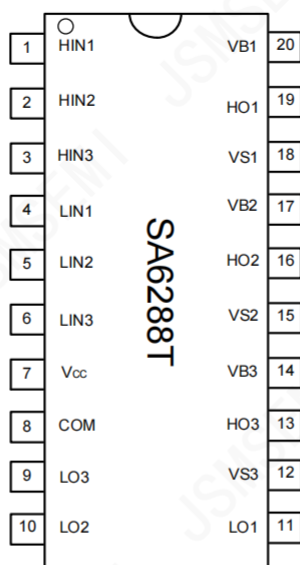 1 HIN1 VB1 20
2 HIN2 HO1 19
3 HIN3 VS1 18
4 LIN1 VB2 17
5 LIN2 HO2 16
6 LIN3 VS2 15
7 Vcc VB3 14
8 COM HO3 13
9 LO3 VS3 12
10 LO2 LO1 11
SA6288T
JSMSEMI